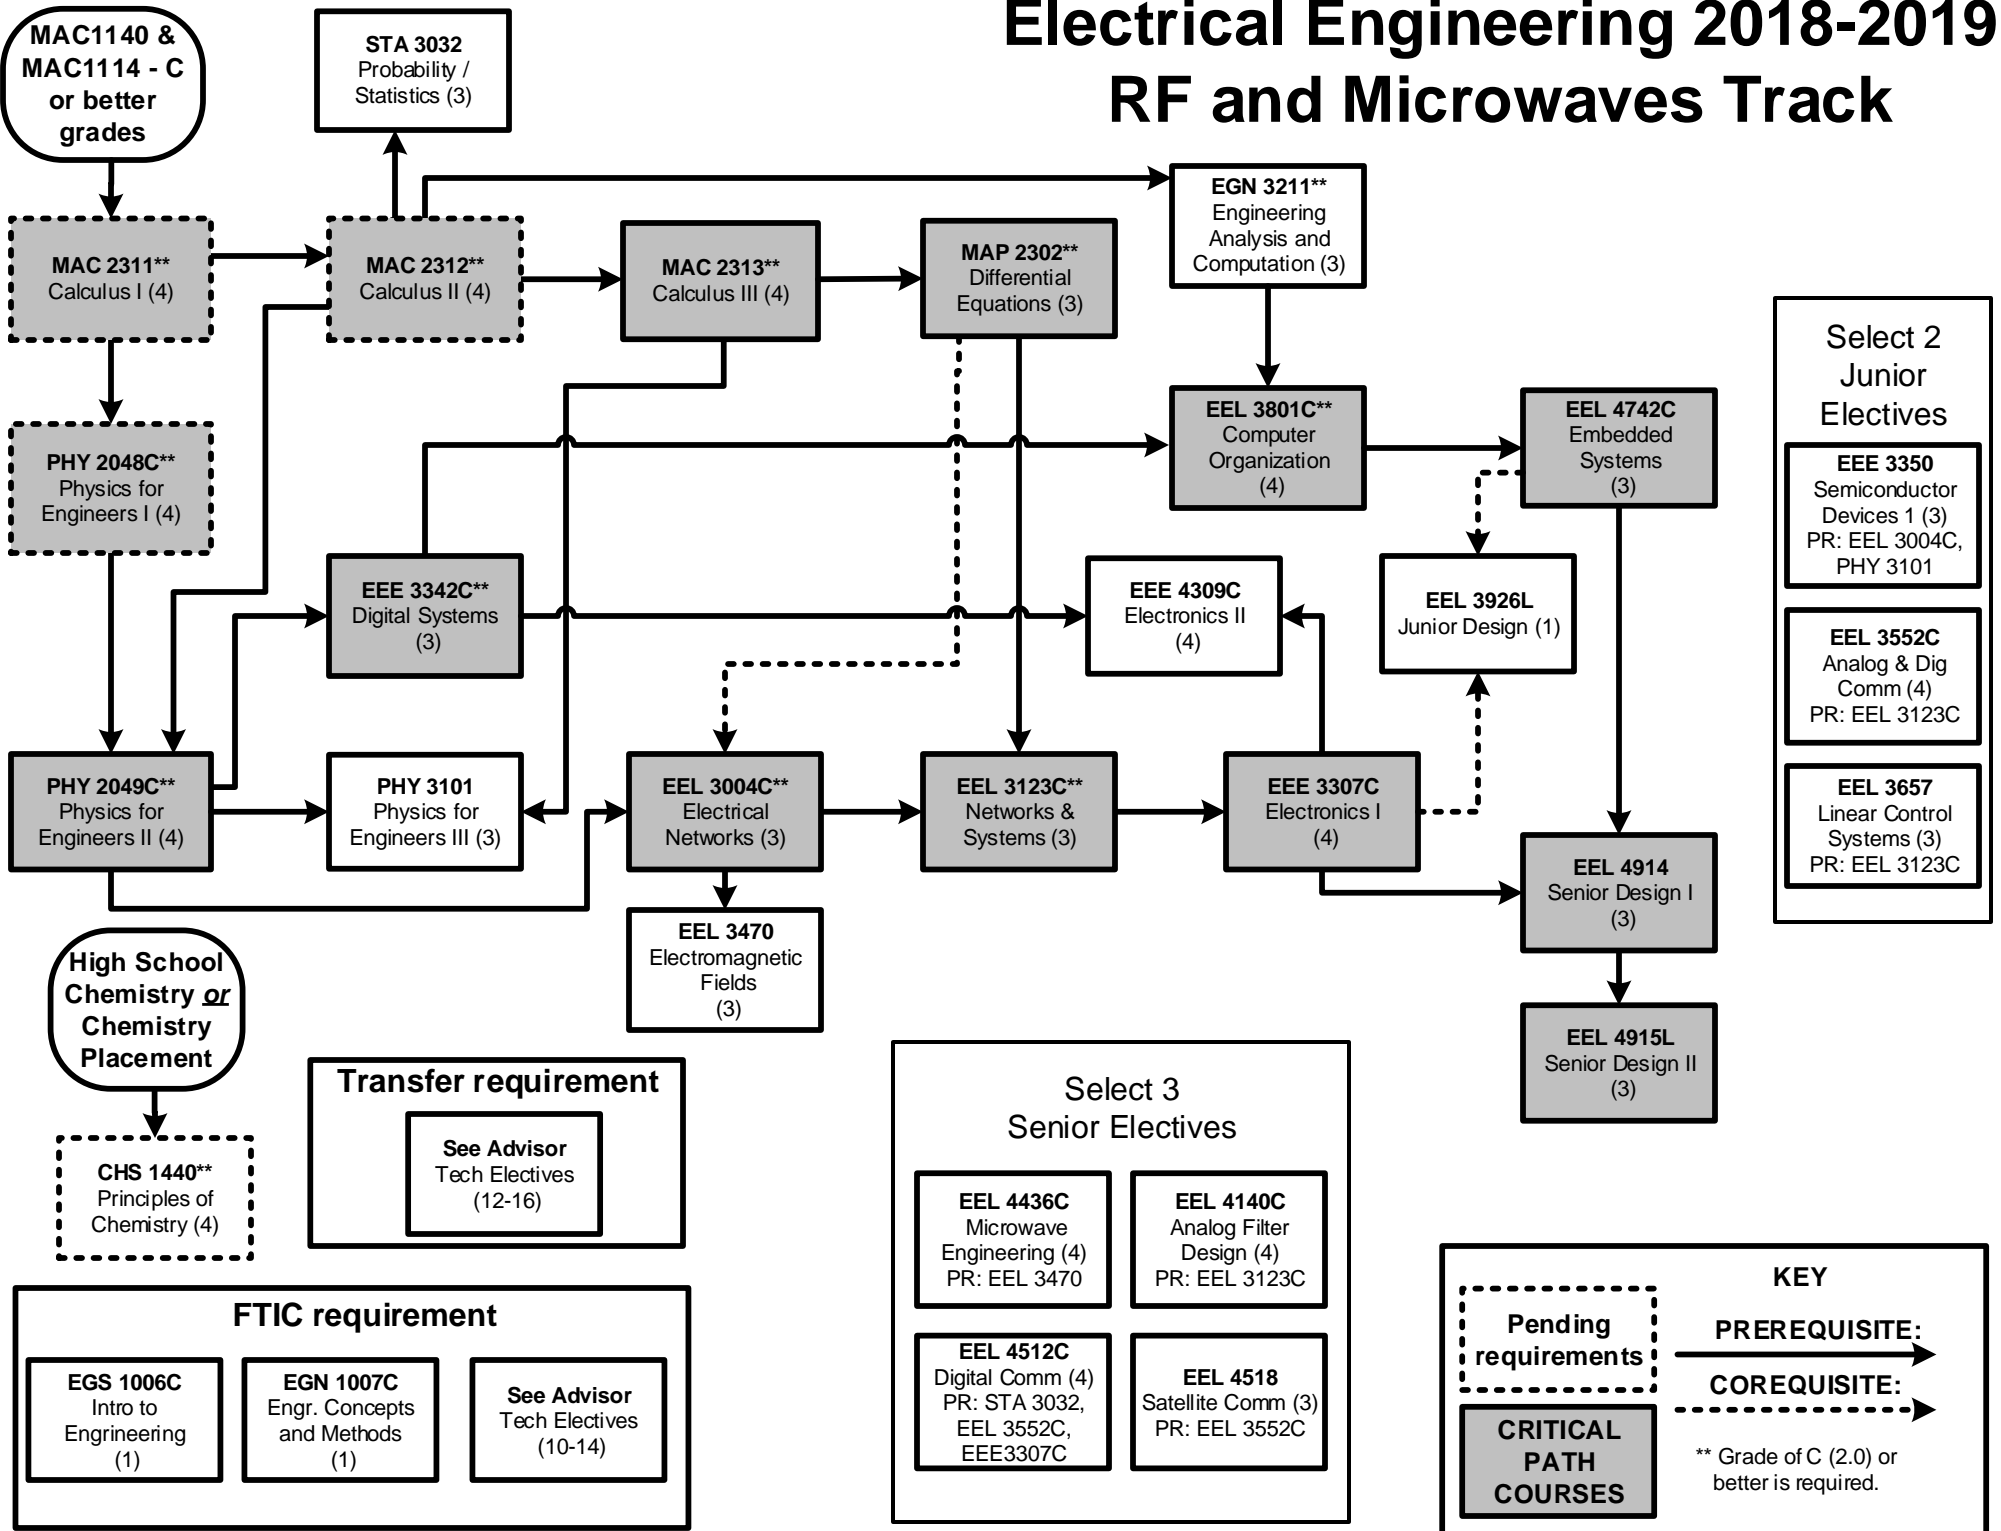 Electrical Engineering 2018-2019
RF and Microwaves Track
MAC1140 &
MAC1114 - C
or better
grades
STA 3032
Probability /
Statistics (3)
EGN 3211**
Engineering
Analysis and
Computation (3)
MAC 2311**
Calculus I (4)
MAC 2312**
Calculus II (4)
MAC 2313**
Calculus III (4)
MAP 2302**
Differential
Equations (3)
PHY 2048C**
Physics for
Engineers I (4)
EEL 3801C**
Computer
Organization
(4)
EEL 4742C
Embedded
Systems
(3)
EEE 3342C**
Digital Systems
(3)
EEE 4309C
Electronics II
(4)
EEL 3926L
Junior Design (1)
PHY 2049C**
Physics for
Engineers II (4)
PHY 3101
Physics for
Engineers III (3)
EEL 3004C**
Electrical
Networks (3)
EEL 3123C**
Networks &
Systems (3)
EEE 3307C
Electronics I
(4)
EEL 4914
Senior Design I
(3)
EEL 3470
Electromagnetic
Fields
(3)
EEL 4915L
Senior Design II
(3)
Select 2
Junior
Electives
EEE 3350
Semiconductor
Devices 1 (3)
PR: EEL 3004C,
PHY 3101
EEL 3552C
Analog & Dig
Comm (4)
PR: EEL 3123C
EEL 3657
Linear Control
Systems (3)
PR: EEL 3123C
High School
Chemistry or
Chemistry
Placement
CHS 1440**
Principles of
Chemistry (4)
Transfer requirement
See Advisor
Tech Electives
(12-16)
FTIC requirement
EGS 1006C
Intro to
Engrineering
(1)
EGN 1007C
Engr. Concepts
and Methods
(1)
See Advisor
Tech Electives
(10-14)
Select 3
Senior Electives
EEL 4436C
Microwave
Engineering (4)
PR: EEL 3470
EEL 4140C
Analog Filter
Design (4)
PR: EEL 3123C
EEL 4512C
Digital Comm (4)
PR: STA 3032,
EEL 3552C,
EEE3307C
EEL 4518
Satellite Comm (3)
PR: EEL 3552C
KEY
Pending
requirements
PREREQUISITE:
COREQUISITE:
CRITICAL
PATH
COURSES
** Grade of C (2.0) or
better is required.